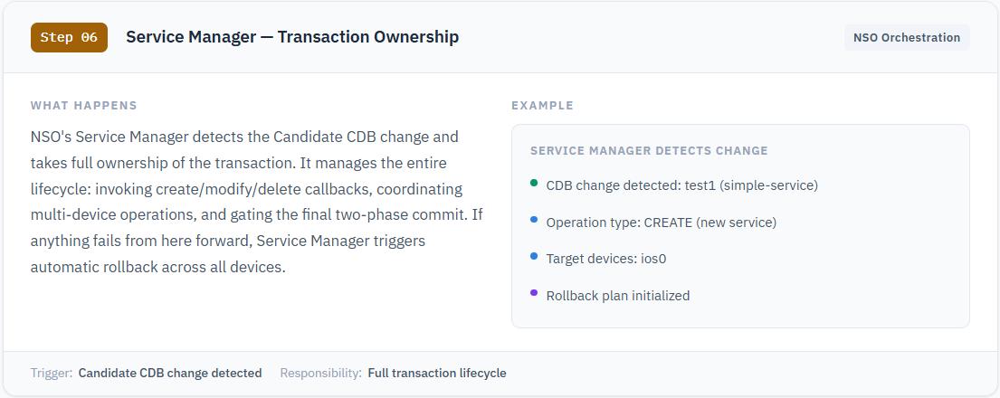 Step 06
Service Manager — Transaction Ownership
NSO Orchestration
WHAT HAPPENS
NSO's Service Manager detects the Candidate CDB change and
takes full ownership of the transaction. It manages the entire
lifecycle: invoking create/modify/delete callbacks, coordinating
multi-device operations, and gating the final two-phase commit. If
anything fails from here forward, Service Manager triggers
automatic rollback across all devices.
EXAMPLE
SERVICE MANAGER DETECTS CHANGE
CDB change detected: test1 (simple-service)
Operation type: CREATE (new service)
Target devices: ios0
Rollback plan initialized
Trigger: Candidate CDB change detected Responsibility: Full transaction lifecycle